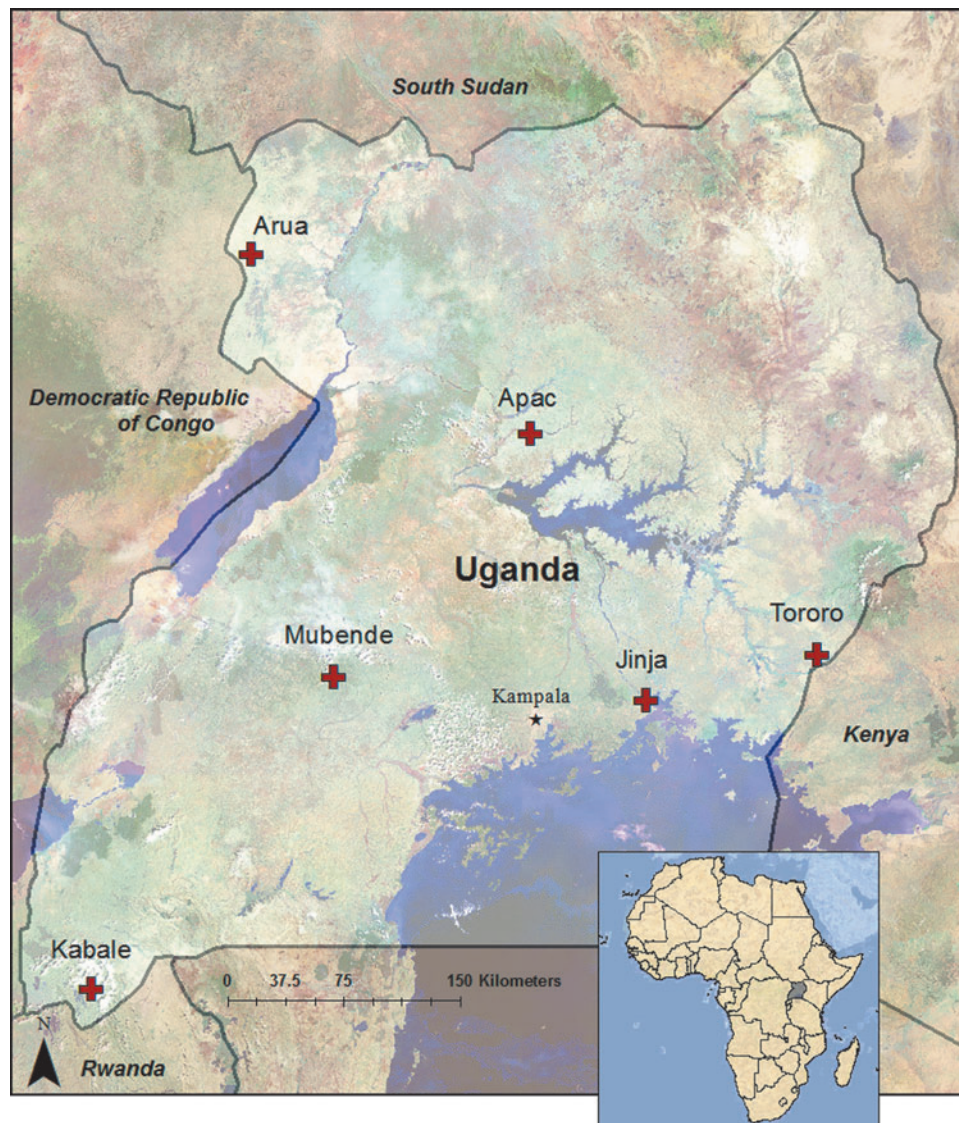 South Sudan
Arua
Democratic Republic
of Congo
Apac
Uganda
Mubende
Tororo
Jinja
Kampala
Kenya
Kabale
0 37.5 75 150 Kilometers
N
Rwanda